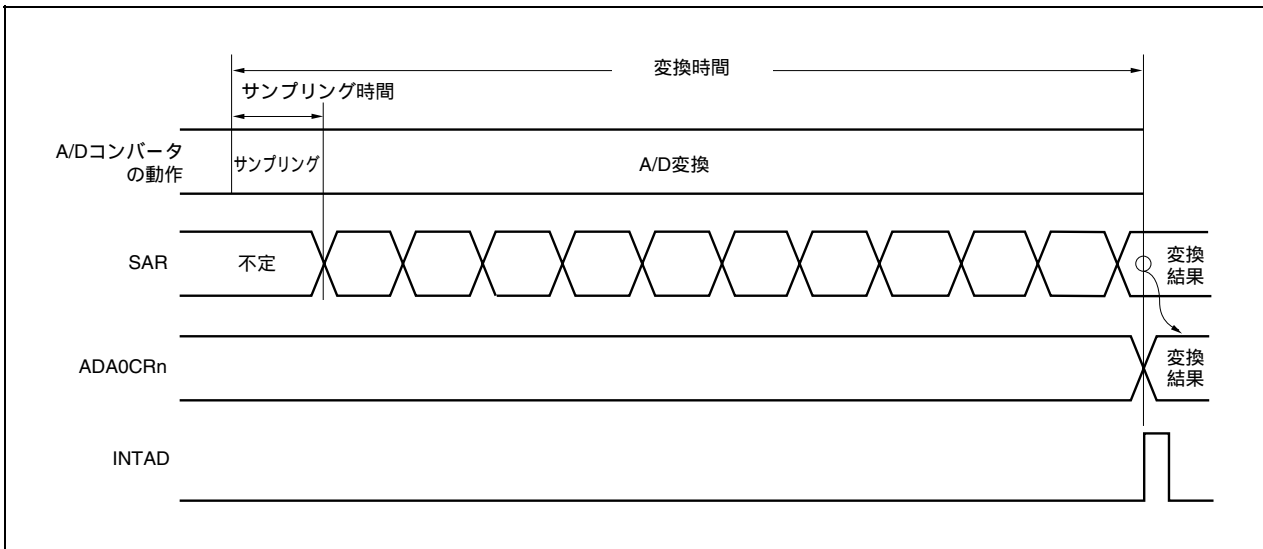 変換時間
サンプリング時間
A/Dコンバータ
の動作
サンプリング
A/D変換
SAR
不定
変換
結果
ADA0CRn
変換
結果
INTAD